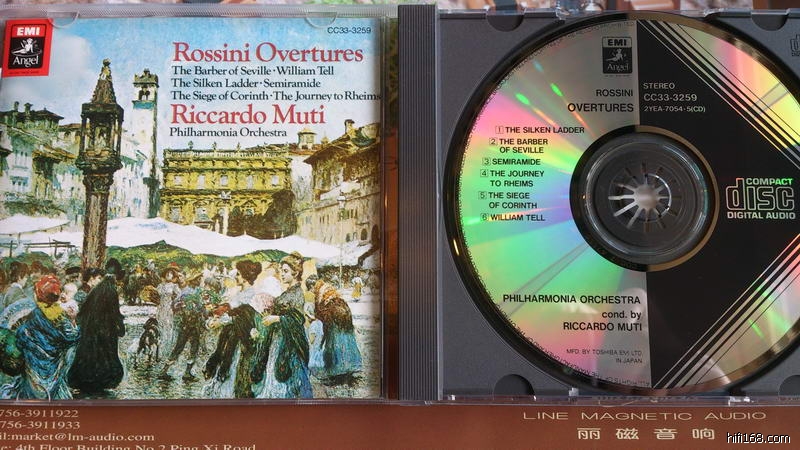 EMI
Angel
CC33-3259
Rossini Overtures
The Barber of Seville · William Tell
The Silken Ladder · Semiramide
The Siege of Corinth · The Journey to Rheims
Riccardo Muti
Philharmonia Orchestra
EMI
Angel
ROSSINI
OVERTURES
STEREO
CC33-3259
2YEA-7054·5(CD)
1 THE SILKEN LADDER
2 THE BARBER
OF SEVILLE
3 SEMIRAMIDE
4 THE JOURNEY
TO RHEIMS
5 THE SIEGE
OF CORINTH
6 WILLIAM TELL
COMPACT
disc
DIGITAL AUDIO
PHILHARMONIA ORCHESTRA
cond. by
RICCARDO MUTI
MFD. BY TOSHIBA EMI LTD.
IN JAPAN
756-3911922
756-3911933
il:market@lm-audio.com
e: 4th Floor Building No.2 Ping Xi Road
LINE MAGNETIC AUDIO
丽磁音响
hifi168.com